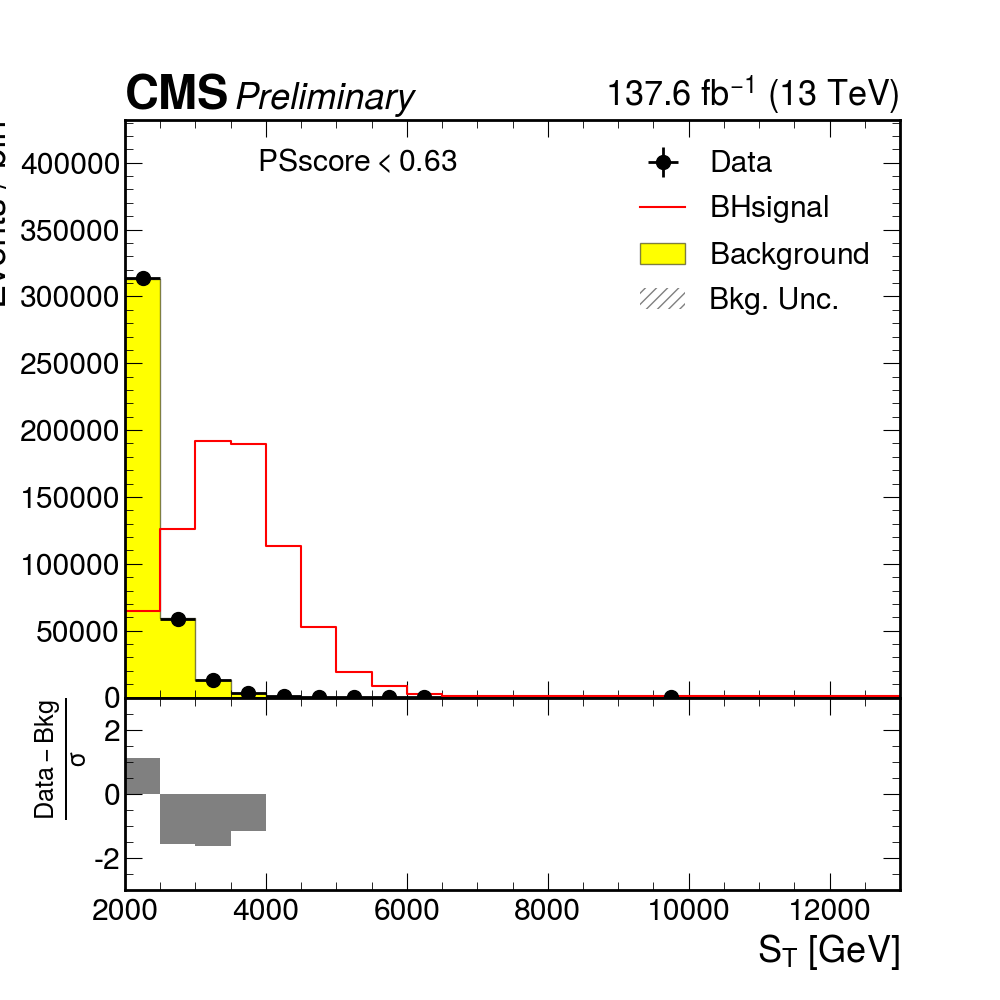 CMS Preliminary 137.6 fb⁻¹ (13 TeV)
PSscore < 0.63
Data
BHsignal
Background
Bkg. Unc.
400000
350000
300000
250000
200000
150000
100000
50000
0
Data – Bkg
σ
2
0
-2
2000 4000 6000 8000 10000 12000
S_T [GeV]